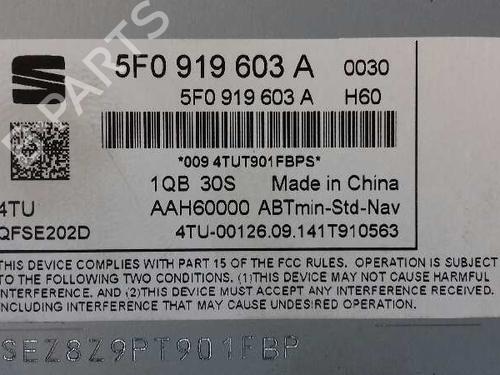 5F0 919 603 A 0030
5F0 919 603 A H60
*009 4TUT901FBPS*
1QB 30S Made in China
4TU AAH60000 ABTmin-Std-Nav
QFSE202D 4TU-00126.09.141T910563
THIS DEVICE COMPLIES WITH PART 15 OF THE FCC RULES. OPERATION IS SUBJECT
TO THE FOLLOWING TWO CONDITIONS. (1)THIS DEVICE MAY NOT CAUSE HARMFUL
INTERFERENCE, AND (2)THIS DEVICE MUST ACCEPT ANY INTERFERENCE RECEIVED,
INCLUDING INTERFERENCE THAT MAY CAUSE UNDESIRED OPERATION.
SEZ8Z9PT901FBP